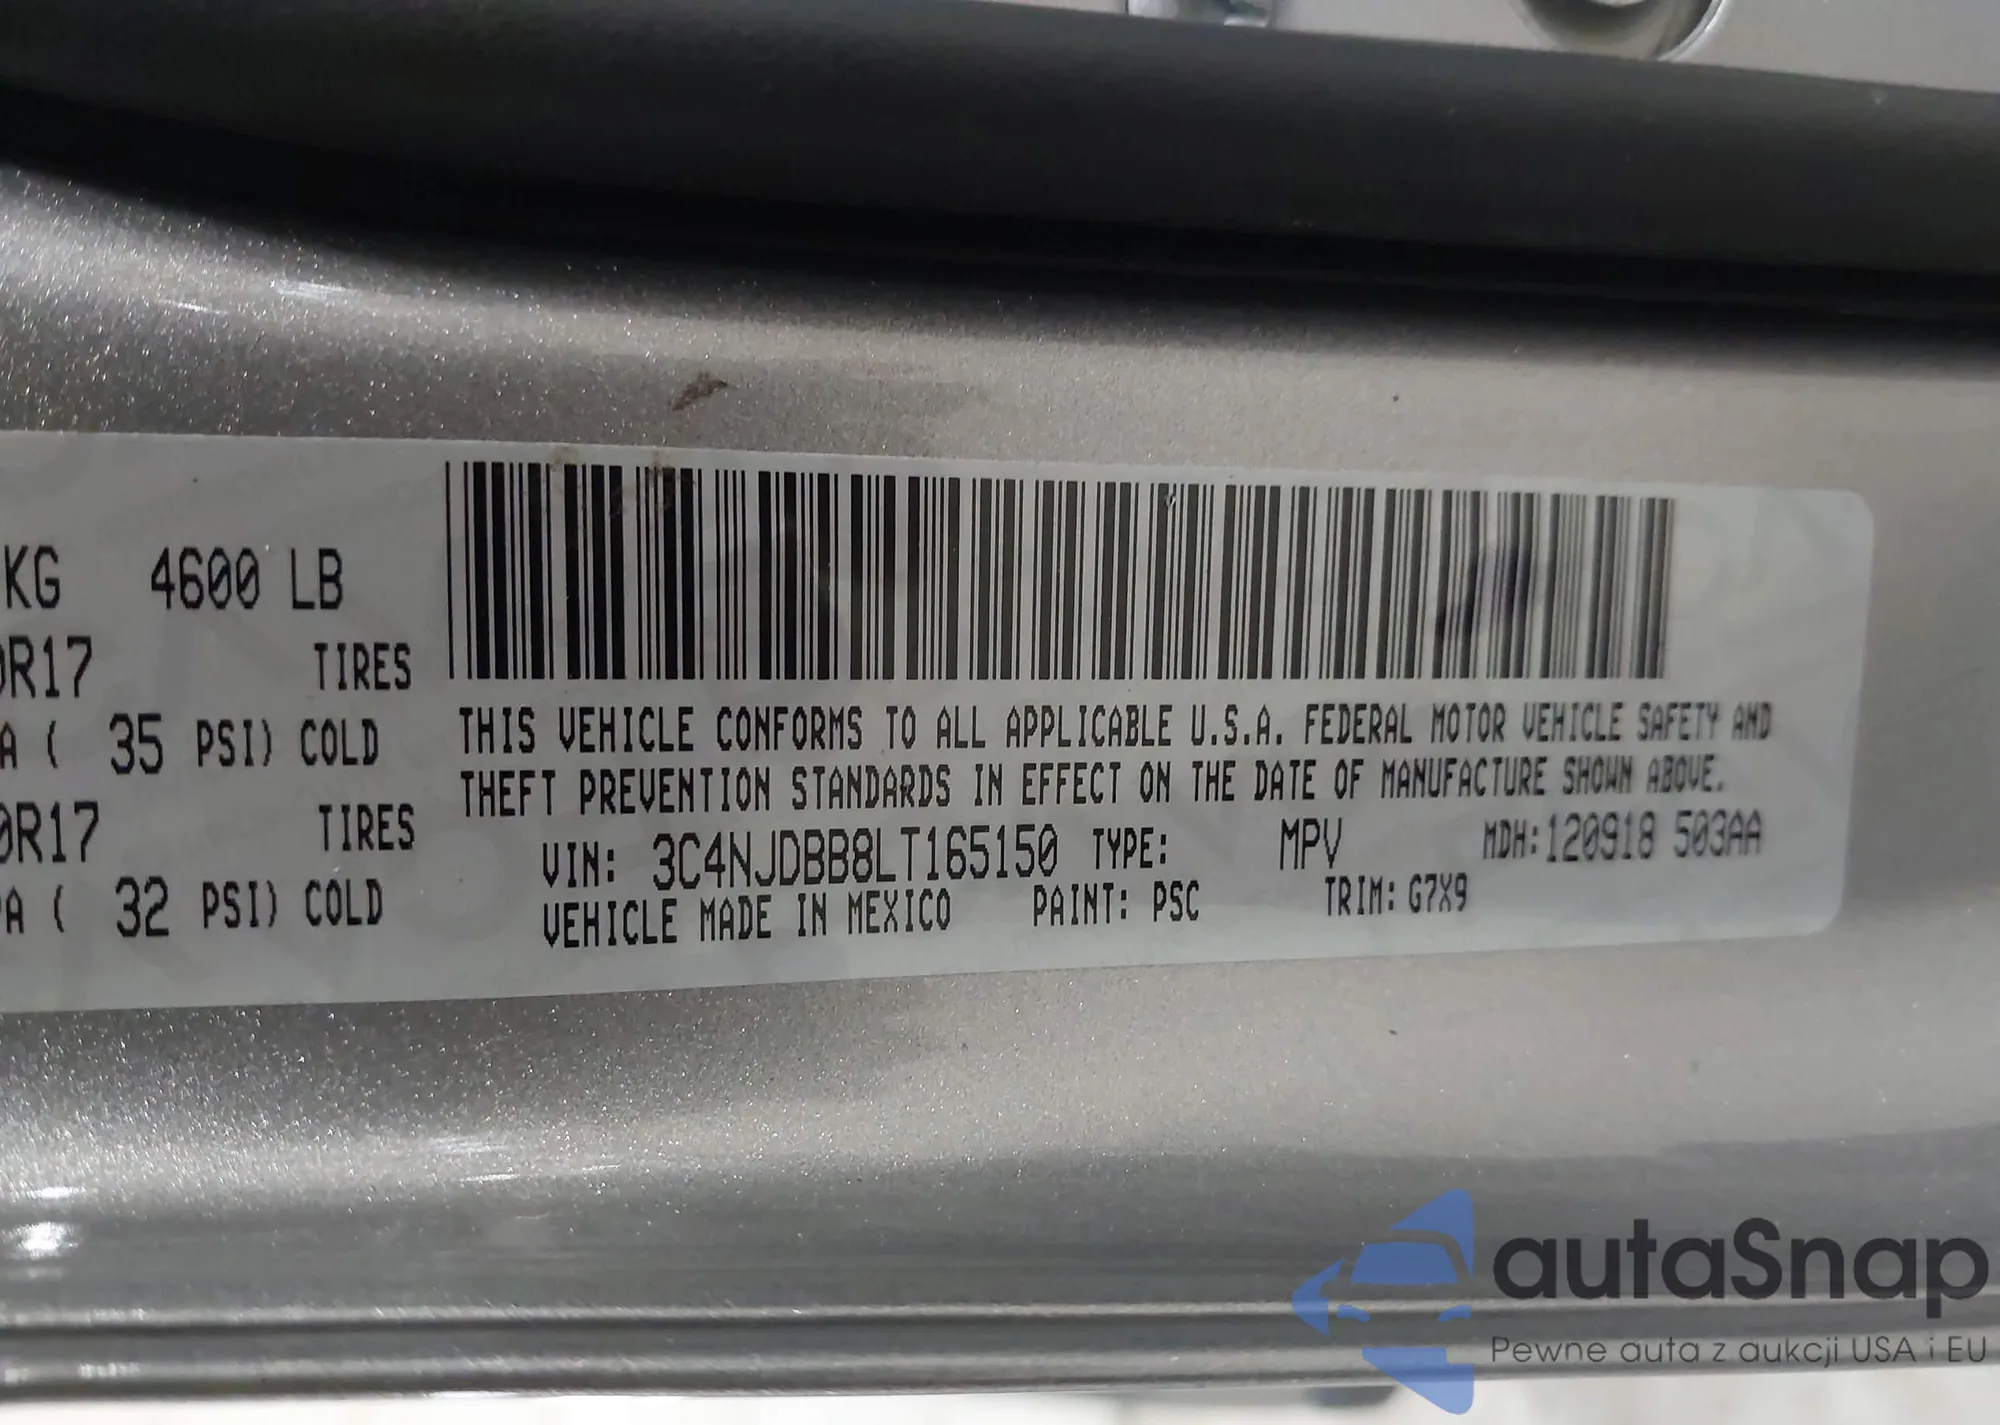 KG 4600 LB
0R17 TIRES
A ( 35 PSI) COLD
0R17 TIRES
A ( 32 PSI) COLD
THIS VEHICLE CONFORMS TO ALL APPLICABLE U.S.A. FEDERAL MOTOR VEHICLE SAFETY AND
THEFT PREVENTION STANDARDS IN EFFECT ON THE DATE OF MANUFACTURE SHOWN ABOVE.
VIN: 3C4NJDBB8LT165150 TYPE: MPV MDH:120918 503AA
VEHICLE MADE IN MEXICO PAINT: PSC TRIM: G7X9
autaSnap
Pewne auta z aukcji USA i EU